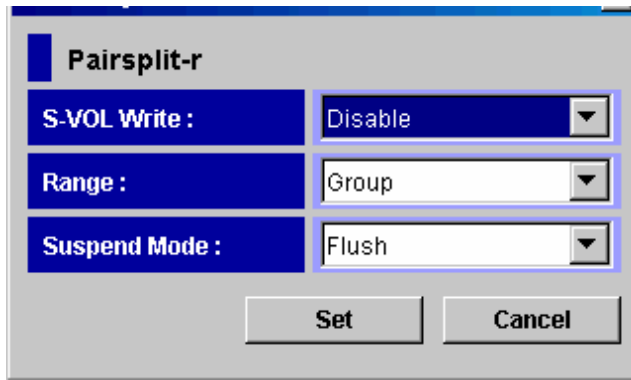 Pairsplit-r
S-VOL Write : Disable
Range : Group
Suspend Mode : Flush
Set Cancel